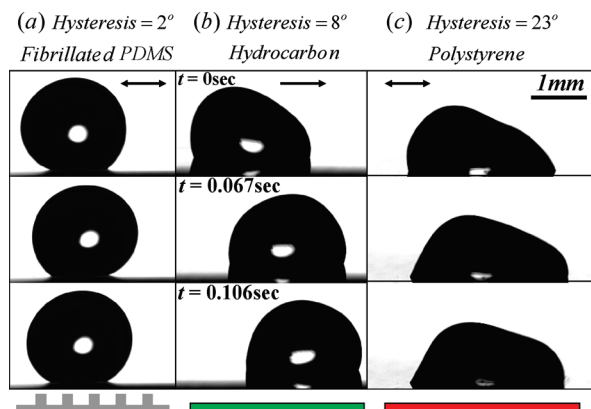 (a) Hysteresis = 2° (b) Hysteresis = 8° (c) Hysteresis = 23°
Fibrillated PDMS Hydrocarbon Polystyrene
t = 0sec
1mm
t = 0.067sec
t = 0.106sec